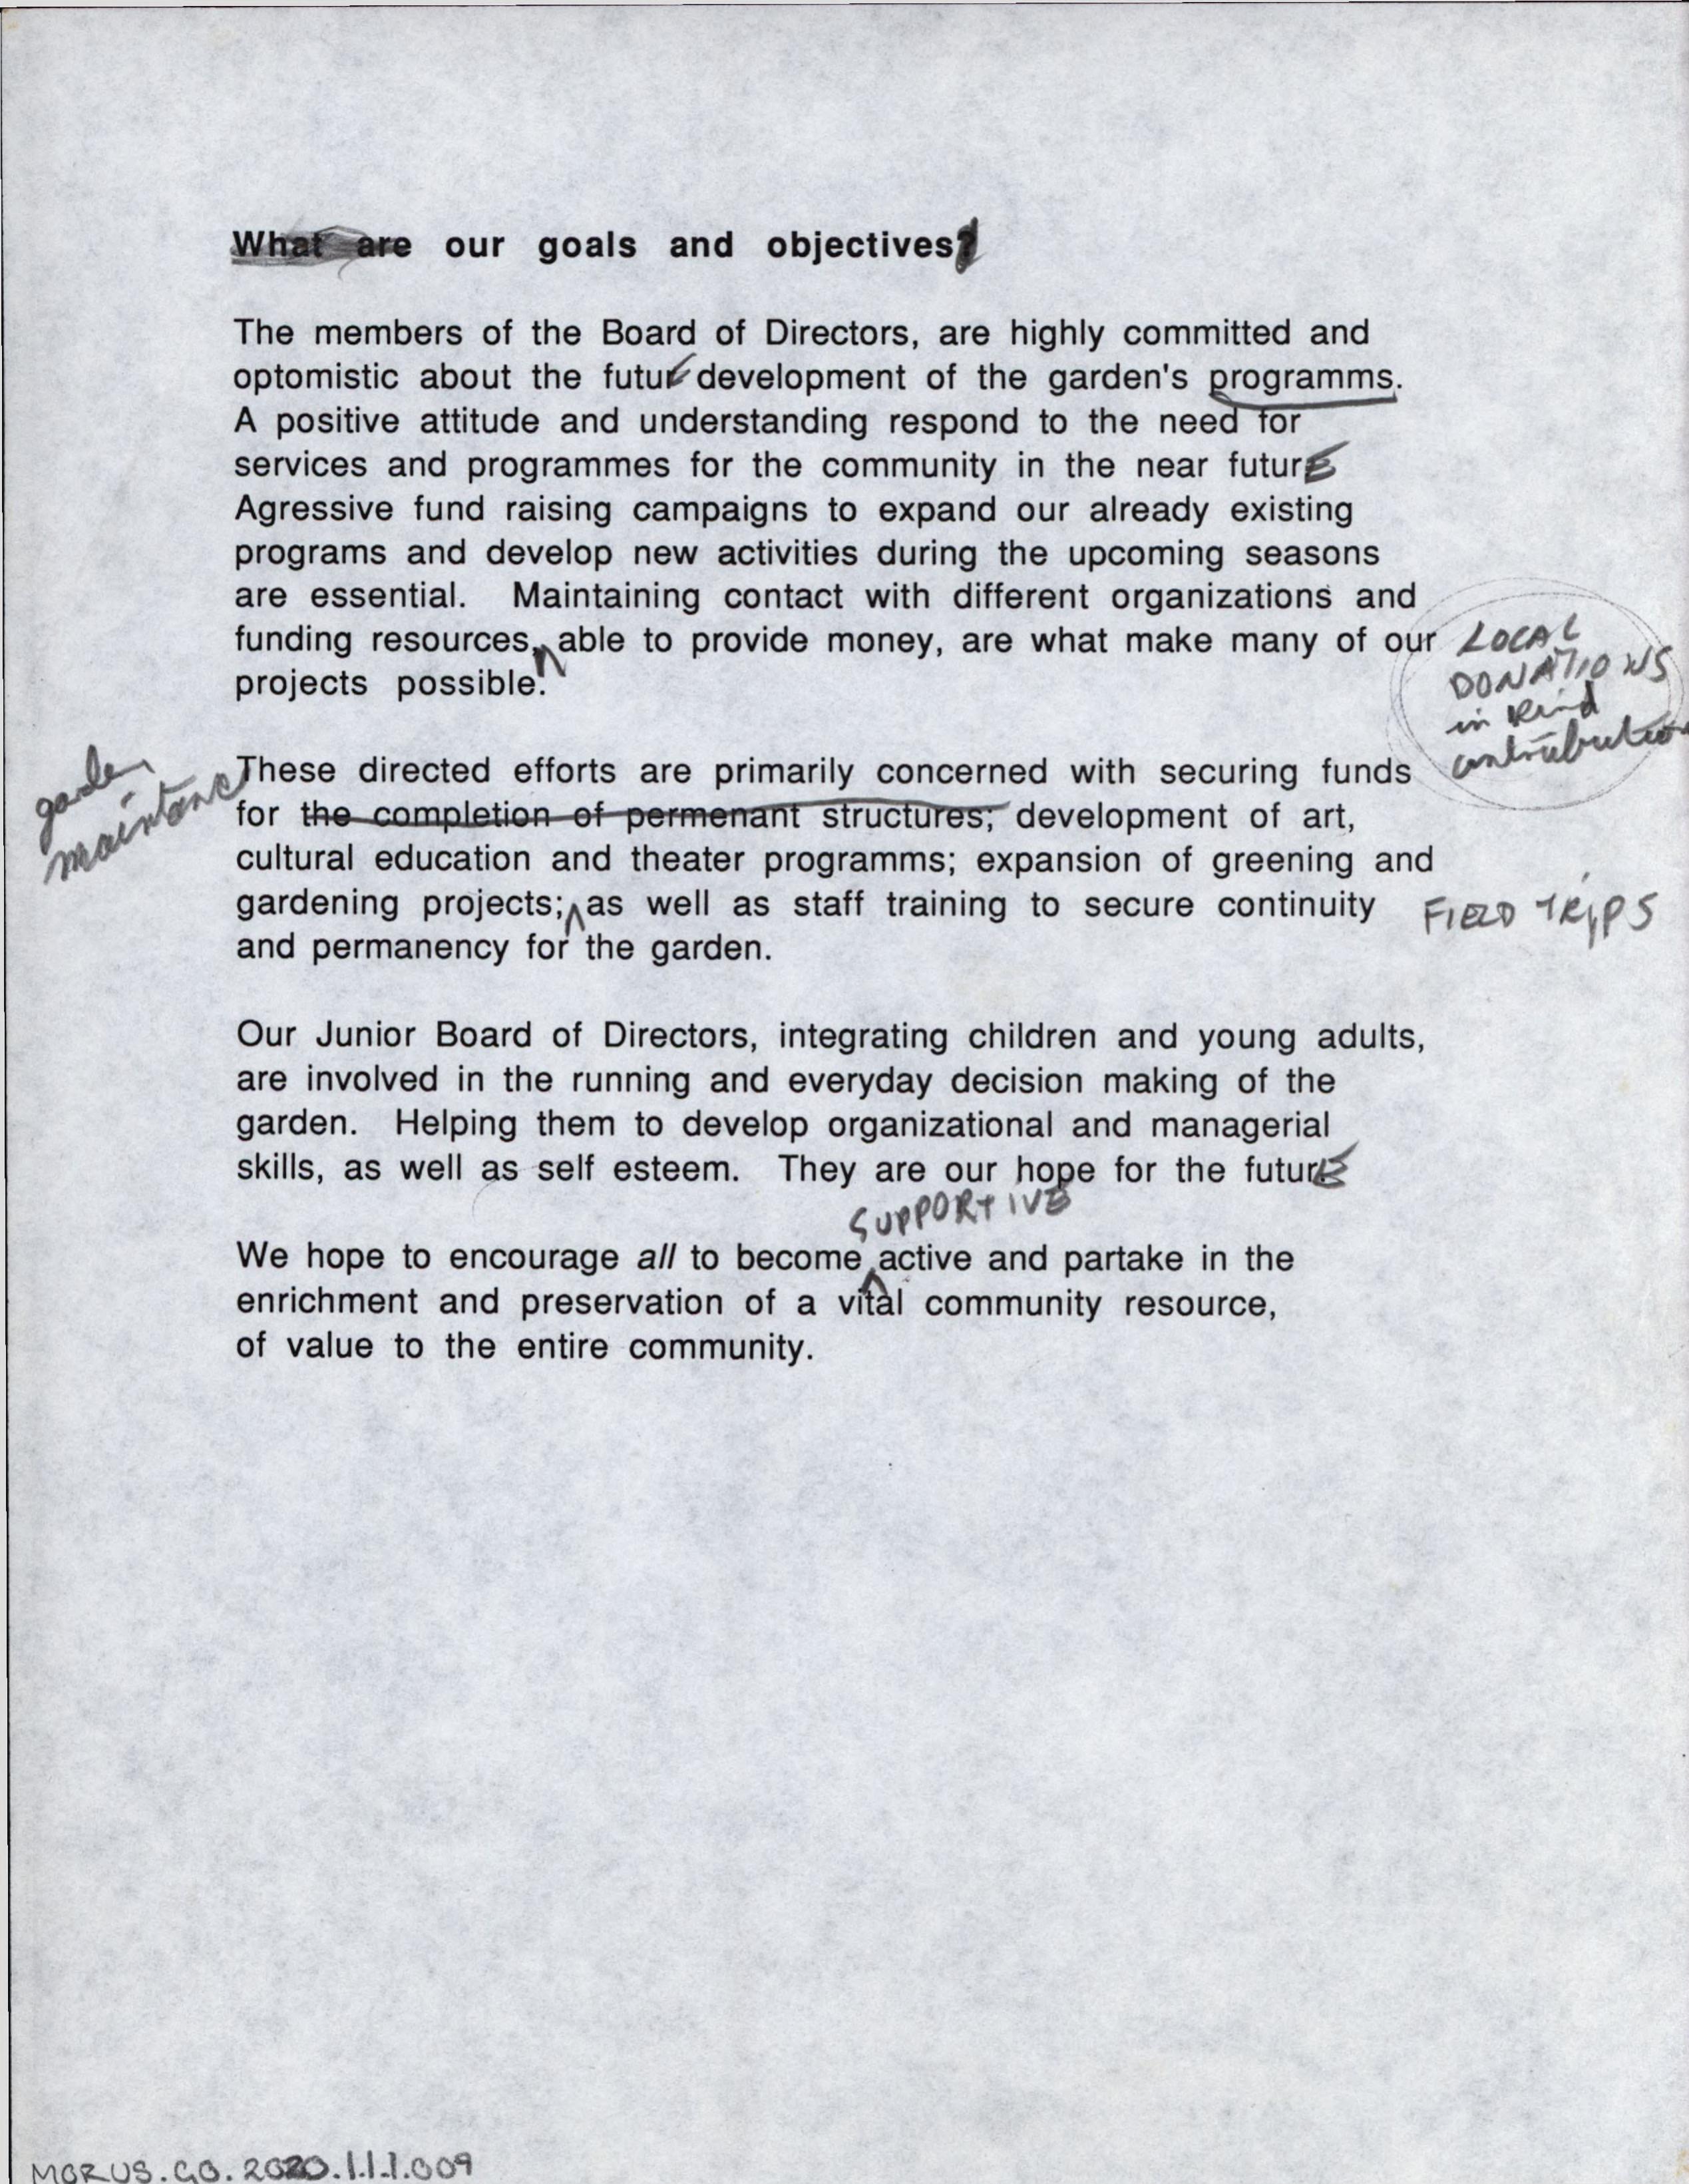 What are our goals and objectives?
The members of the Board of Directors, are highly committed and
optomistic about the future development of the garden's programms.
A positive attitude and understanding respond to the need for
services and programmes for the community in the near futurE
Agressive fund raising campaigns to expand our already existing
programs and develop new activities during the upcoming seasons
are essential. Maintaining contact with different organizations and
funding resources, able to provide money, are what make many of our
projects possible.
LOCAL
DONATIONS
in kind
contribution
garden
maintance
These directed efforts are primarily concerned with securing funds
for the completion of permenant structures; development of art,
cultural education and theater programms; expansion of greening and
gardening projects; as well as staff training to secure continuity
FIELD TRIPS
and permanency for the garden.
Our Junior Board of Directors, integrating children and young adults,
are involved in the running and everyday decision making of the
garden. Helping them to develop organizational and managerial
skills, as well as self esteem. They are our hope for the futurE
SUPPORTIVE
We hope to encourage all to become active and partake in the
enrichment and preservation of a vital community resource,
of value to the entire community.
MORUS.GO.2020.1.1.1.009